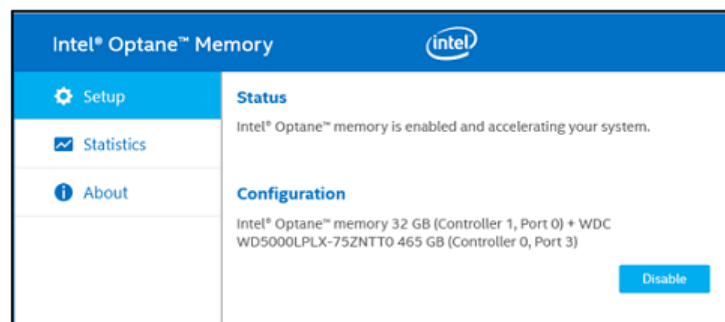 Intel® Optane™ Memory
intel
Setup
Statistics
About
Status
Intel® Optane™ memory is enabled and accelerating your system.
Configuration
Intel® Optane™ memory 32 GB (Controller 1, Port 0) + WDC
WD5000LPLX-75ZNTT0 465 GB (Controller 0, Port 3)
Disable